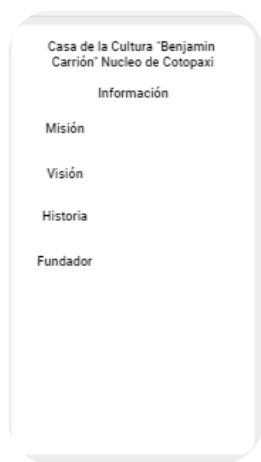 Casa de la Cultura "Benjamin
Carrión" Nucleo de Cotopaxi
Información
Misión
Visión
Historia
Fundador